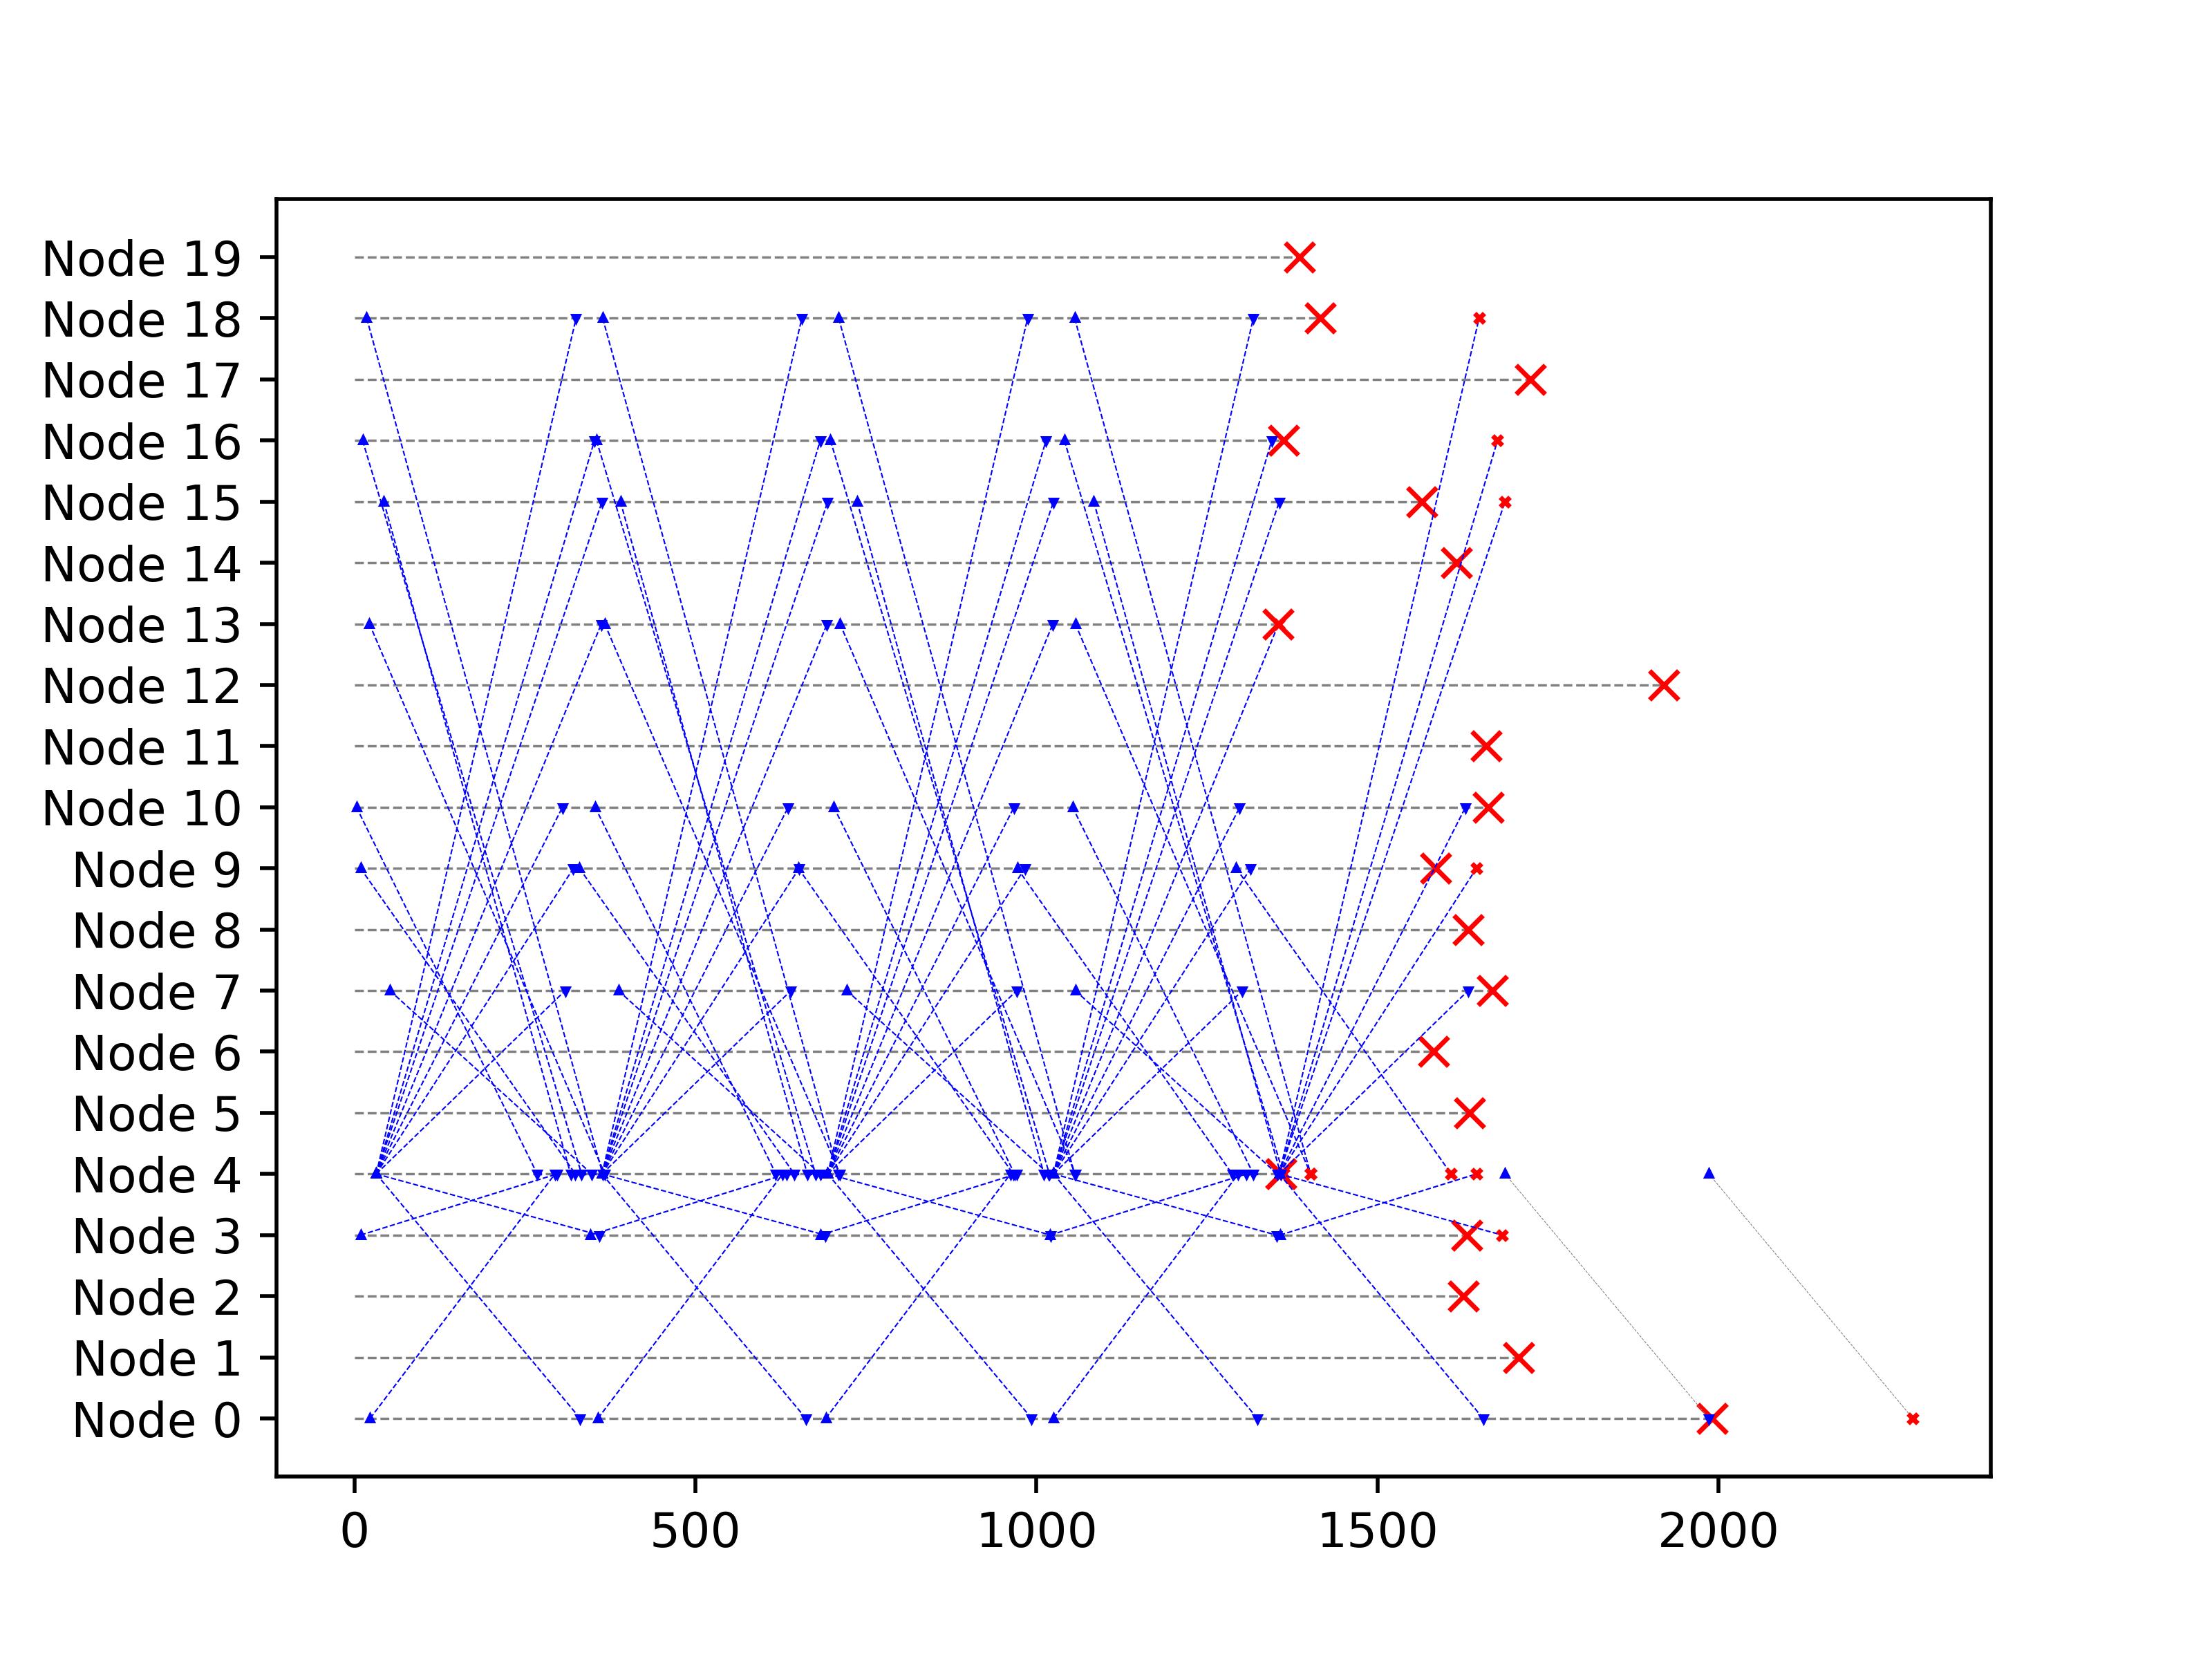 Node 19
Node 18
Node 17
Node 16
Node 15
Node 14
Node 13
Node 12
Node 11
Node 10
Node 9
Node 8
Node 7
Node 6
Node 5
Node 4
Node 3
Node 2
Node 1
Node 0
0 500 1000 1500 2000